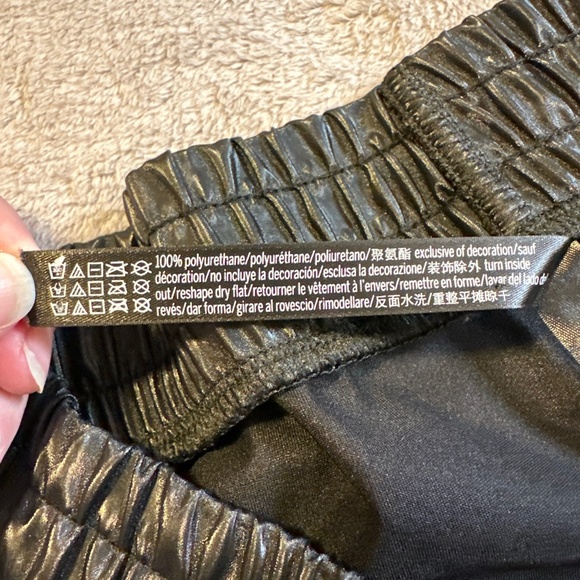 100% polyurethane/polyuréthane/poliuretano/聚氨酯 exclusive of decoration/sauf
décoration/no incluye la decoración/esclusa la decorazione/装饰除外 turn inside
out/reshape dry flat/retourner le vêtement à l'envers/remettre en forme/lavar del lado del
revés/dar forma/girare al rovescio/rimodellare/反面水洗/重整平摊晾干